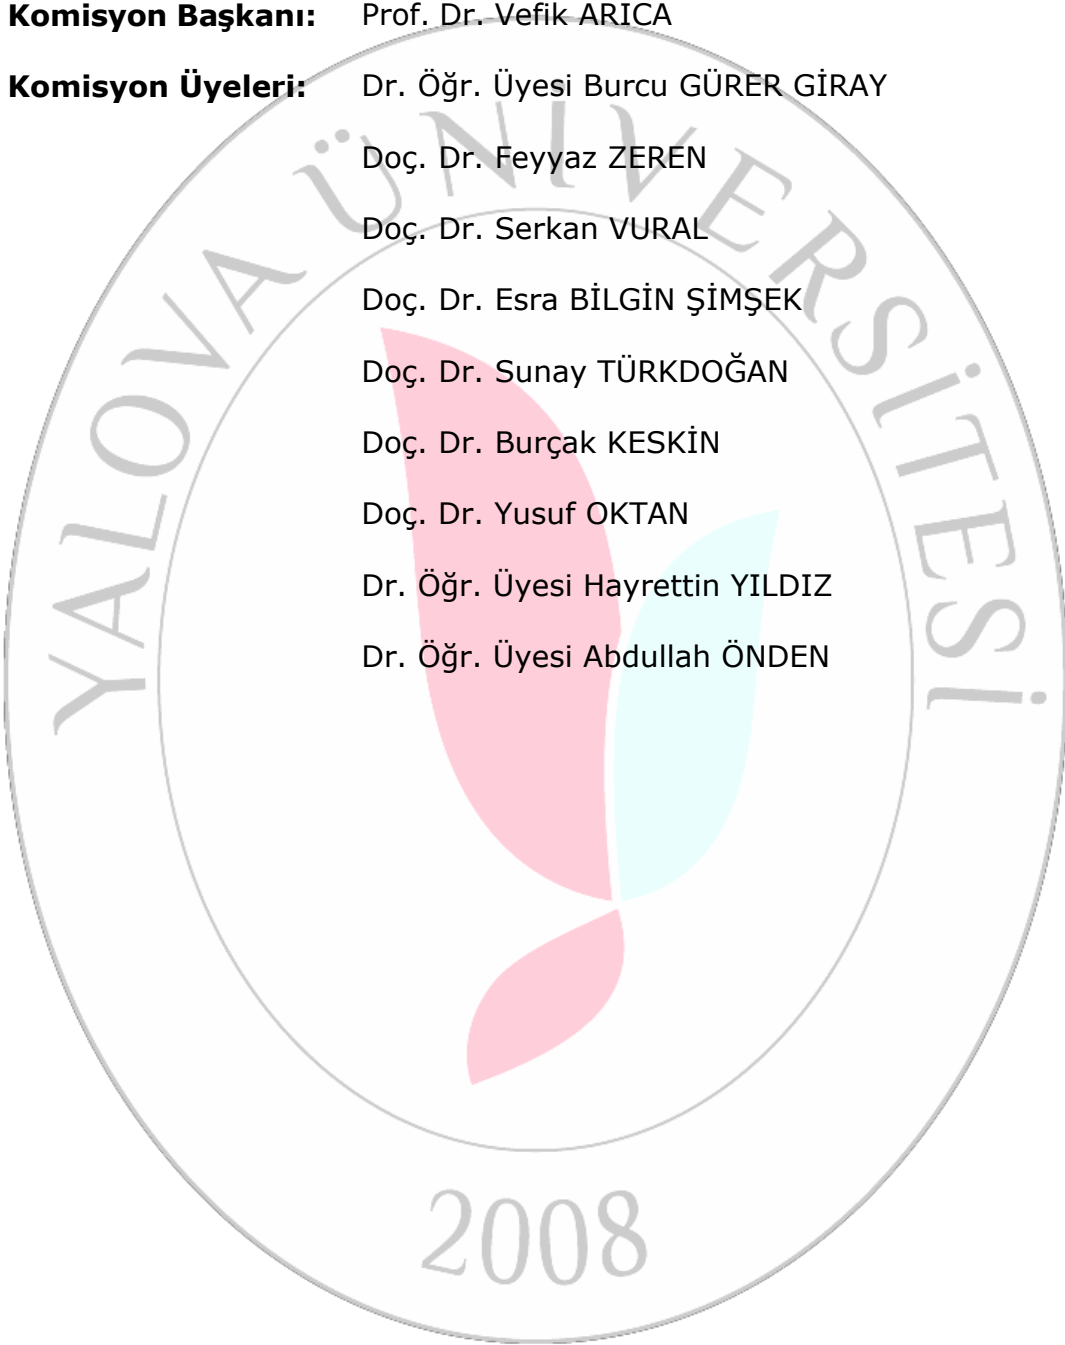 Komisyon Başkanı: Prof. Dr. Vefik ARICA
Komisyon Üyeleri: Dr. Öğr. Üyesi Burcu GÜRER GİRAY
Doç. Dr. Feyyaz ZEREN
Doç. Dr. Serkan VURAL
Doç. Dr. Esra BİLGİN ŞİMŞEK
Doç. Dr. Sunay TÜRKDOĞAN
Doç. Dr. Burçak KESKİN
Doç. Dr. Yusuf OKTAN
Dr. Öğr. Üyesi Hayrettin YILDIZ
Dr. Öğr. Üyesi Abdullah ÖNDEN
YALOVA ÜNİVERSİTESİ
2008